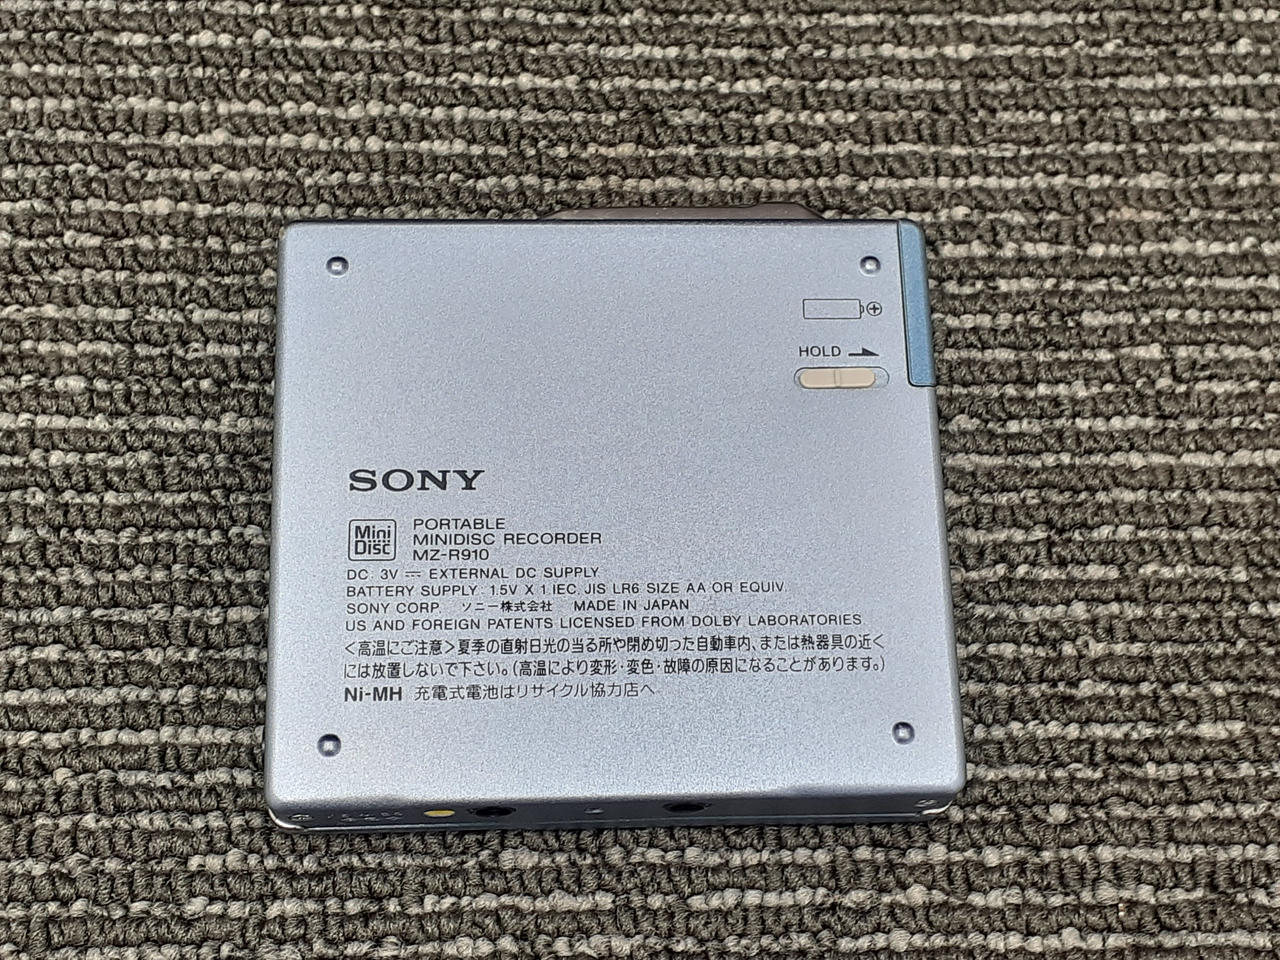 HOLD
SONY
Mini Disc
PORTABLE
MINIDISC RECORDER
MZ-R910
DC 3V ⎓ EXTERNAL DC SUPPLY
BATTERY SUPPLY: 1.5V X 1 IEC, JIS LR6 SIZE AA OR EQUIV.
SONY CORP. ソニー株式会社 MADE IN JAPAN
US AND FOREIGN PATENTS LICENSED FROM DOLBY LABORATORIES.
<高温にご注意>夏季の直射日光の当る所や閉め切った自動車内、または熱器具の近く
には放置しないで下さい。(高温により変形・変色・故障の原因になることがあります。)
Ni-MH 充電式電池はリサイクル協力店へ